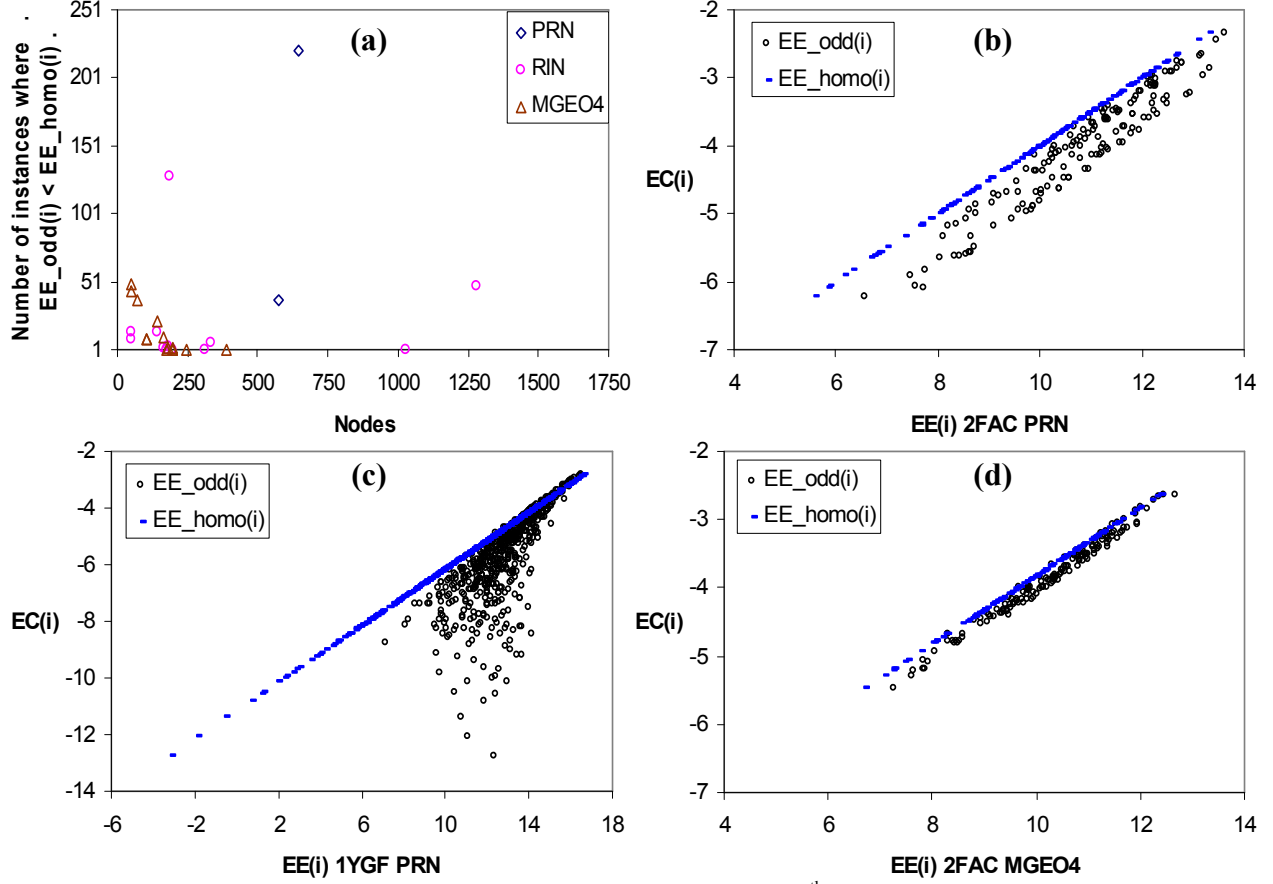 Number of instances where .
EE_odd(i) < EE_homo(i) .
251
201
151
101
51
1
(a)
PRN
RIN
MGEO4
0 250 500 750 1000 1250 1500 1750
Nodes
-2
-3
-4
-5
-6
-7
EC(i)
EE_odd(i)
EE_homo(i)
(b)
4 6 8 10 12 14
EE(i) 2FAC PRN
-2
-4
-6
-8
-10
-12
-14
EC(i)
EE_odd(i)
EE_homo(i)
(c)
-6 -2 2 6 10 14 18
EE(i) 1YGF PRN
-2
-3
-4
-5
-6
-7
EC(i)
EE_odd(i)
EE_homo(i)
(d)
4 6 8 10 12 14
EE(i) 2FAC MGEO4
th